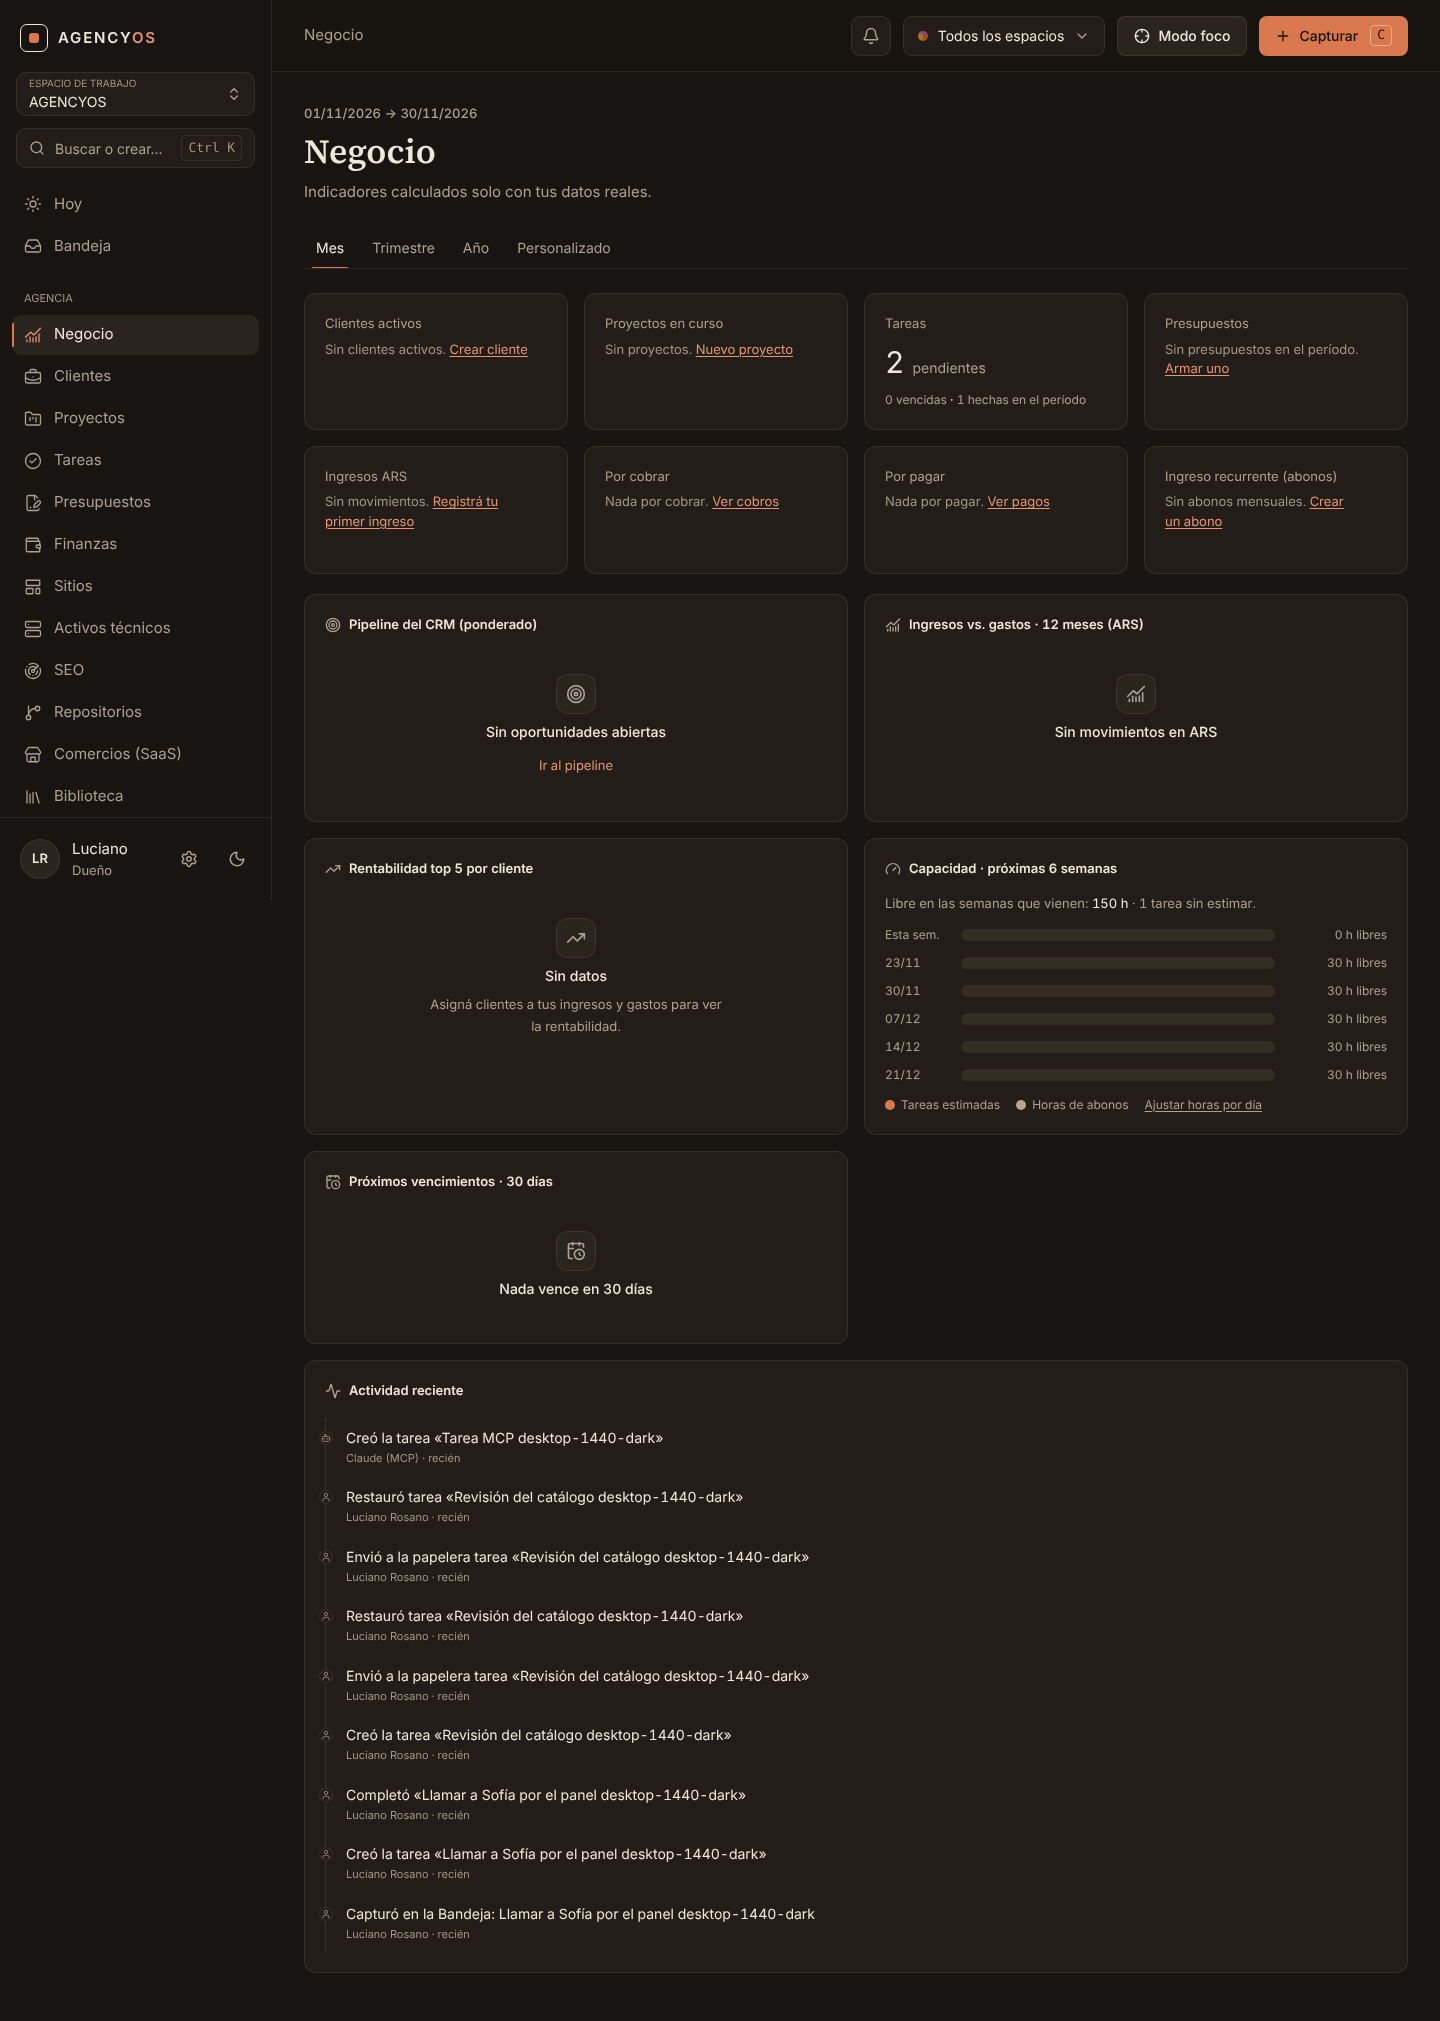 AGENCYOS
ESPACIO DE TRABAJO
AGENCYOS
Buscar o crear... Ctrl K
Hoy
Bandeja
AGENCIA
Negocio
Clientes
Proyectos
Tareas
Presupuestos
Finanzas
Sitios
Activos técnicos
SEO
Repositorios
Comercios (SaaS)
Biblioteca
LR
Luciano
Dueño
Negocio
Todos los espacios
Modo foco
Capturar C
01/11/2026 → 30/11/2026
Negocio
Indicadores calculados solo con tus datos reales.
Mes Trimestre Año Personalizado
Clientes activos
Sin clientes activos. Crear cliente
Proyectos en curso
Sin proyectos. Nuevo proyecto
Tareas
2 pendientes
0 vencidas · 1 hechas en el período
Presupuestos
Sin presupuestos en el período.
Armar uno
Ingresos ARS
Sin movimientos. Registrá tu
primer ingreso
Por cobrar
Nada por cobrar. Ver cobros
Por pagar
Nada por pagar. Ver pagos
Ingreso recurrente (abonos)
Sin abonos mensuales. Crear
un abono
Pipeline del CRM (ponderado)
Sin oportunidades abiertas
Ir al pipeline
Ingresos vs. gastos · 12 meses (ARS)
Sin movimientos en ARS
Rentabilidad top 5 por cliente
Sin datos
Asigná clientes a tus ingresos y gastos para ver
la rentabilidad.
Capacidad · próximas 6 semanas
Libre en las semanas que vienen: 150 h · 1 tarea sin estimar.
Esta sem. 0 h libres
23/11 30 h libres
30/11 30 h libres
07/12 30 h libres
14/12 30 h libres
21/12 30 h libres
Tareas estimadas Horas de abonos Ajustar horas por día
Próximos vencimientos · 30 días
Nada vence en 30 días
Actividad reciente
Creó la tarea «Tarea MCP desktop-1440-dark»
Claude (MCP) · recién
Restauró tarea «Revisión del catálogo desktop-1440-dark»
Luciano Rosano · recién
Envió a la papelera tarea «Revisión del catálogo desktop-1440-dark»
Luciano Rosano · recién
Restauró tarea «Revisión del catálogo desktop-1440-dark»
Luciano Rosano · recién
Envió a la papelera tarea «Revisión del catálogo desktop-1440-dark»
Luciano Rosano · recién
Creó la tarea «Revisión del catálogo desktop-1440-dark»
Luciano Rosano · recién
Completó «Llamar a Sofía por el panel desktop-1440-dark»
Luciano Rosano · recién
Creó la tarea «Llamar a Sofía por el panel desktop-1440-dark»
Luciano Rosano · recién
Capturó en la Bandeja: Llamar a Sofía por el panel desktop-1440-dark
Luciano Rosano · recién